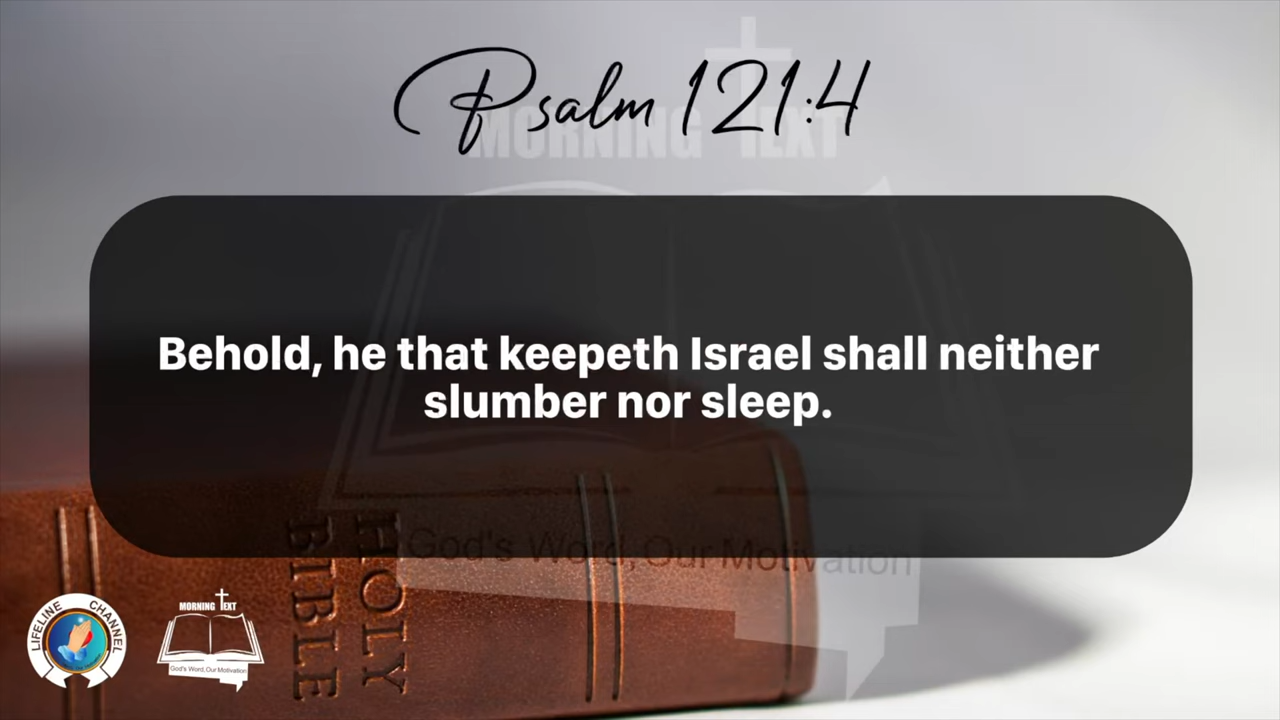 Psalm 121:4
MORNING TEXT
Behold, he that keepeth Israel shall neither
slumber nor sleep.
God's Word, Our Motivation
HOLY
BIBLE
LIFELINE CHANNEL
MORNING TEXT
God's Word, Our Motivation